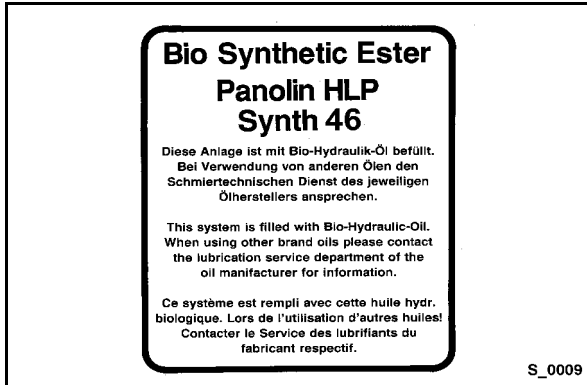 Bio Synthetic Ester
Panolin HLP
Synth 46
Diese Anlage ist mit Bio-Hydraulik-Öl befüllt.
Bei Verwendung von anderen Ölen den
Schmiertechnischen Dienst des jeweiligen
Ölherstellers ansprechen.
This system is filled with Bio-Hydraulic-Oil.
When using other brand oils please contact
the lubrication service department of the
oil manifacturer for information.
Ce système est rempli avec cette huile hydr.
biologique. Lors de l'utilisation d'autres huiles!
Contacter le Service des lubrifiants du
fabricant respectif.
S_0009